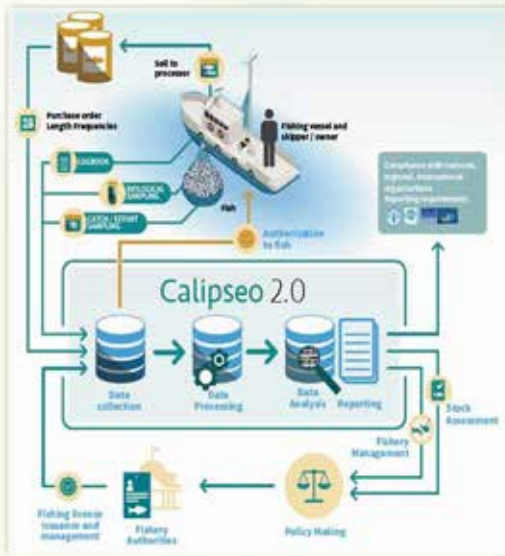 Sell to
processor
Purchase order
Length Frequencies
Fishing vessel and
skipper / owner
LOGBOOK
BIOLOGICAL
SAMPLING
CATCH / EFFORT
SAMPLING
Fish
Authorization
to fish
Compliance with national,
regional, international
organizations
Reporting requirements
Calipseo 2.0
Data
collection
Data
Processing
Data
Analysis
Reporting
Stock
Assessment
Fishery
Management
Fishing license
issuance and
management
Fishery
Authorities
Policy Making